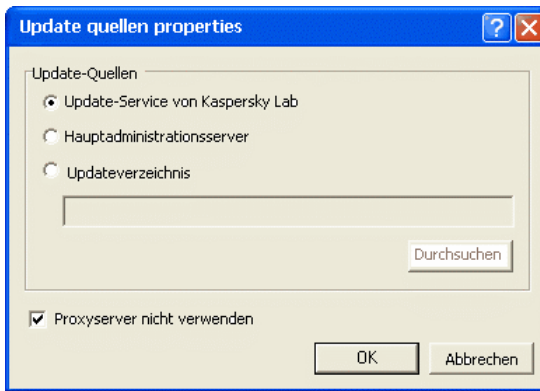 Update quellen properties
Update-Quellen
Update-Service von Kaspersky Lab
Hauptadministrationsserver
Updateverzeichnis
Durchsuchen
Proxyserver nicht verwenden
OK Abbrechen